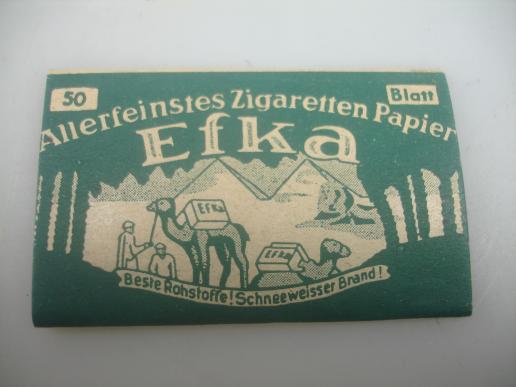 50 Blatt
Allerfeinstes Zigaretten Papier
Efka
Efka
Efka
Beste Rohstoffe! Schneeweisser Brand!